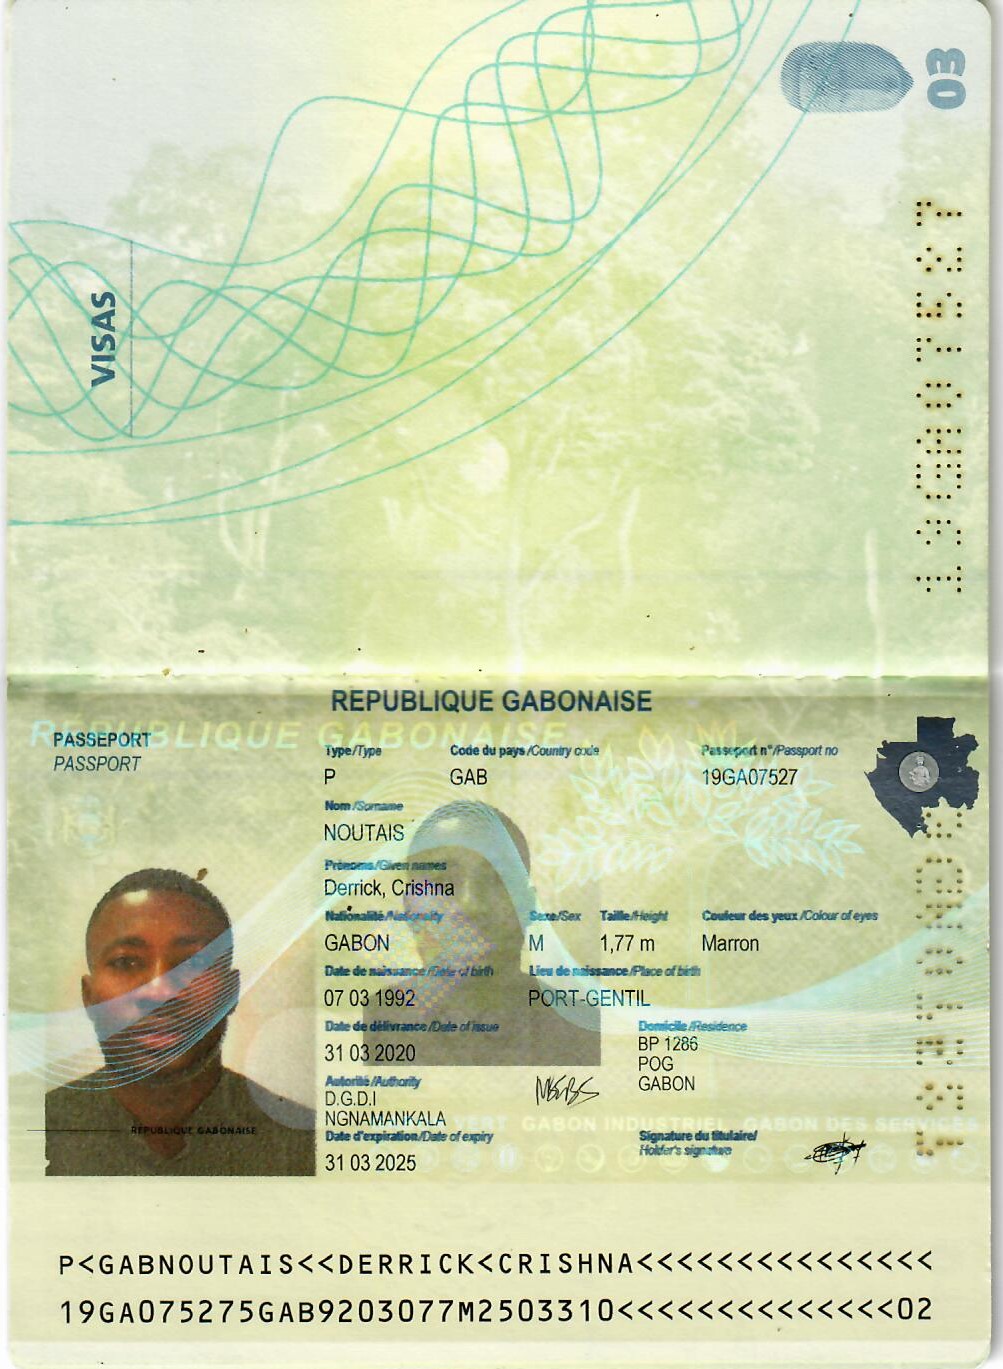 03
VISAS
19GA07527
REPUBLIQUE GABONAISE
REPUBLIQUE GABONAISE
PASSEPORT
PASSPORT
Type/Type
Code du pays/Country code
Passeport n°/Passport no
P
GAB
19GA07527
Nom/Surname
NOUTAIS
Prénoms/Given names
Derrick, Crishna
Nationalité/Nationality
Sexe/Sex
Taille/Height
Couleur des yeux/Colour of eyes
GABON
M
1,77 m
Marron
Date de naissance/Date of birth
Lieu de naissance/Place of birth
07 03 1992
PORT-GENTIL
Date de délivrance/Date of issue
Domicile/Residence
31 03 2020
BP 1286
POG
GABON
Autorité/Authority
D.G.D.I
NGNAMANKALA
VERT GABON INDUSTRIEL GABON DES SERVICES
REPUBLIQUE GABONAISE
Date d'expiration/Date of expiry
Signature du titulaire/
Holder's signature
31 03 2025
P<GABNOUTAIS<<DERRICK<CRISHNA<<<<<<<<<<<<<<<
19GA075275GAB9203077M2503310<<<<<<<<<<<<<<02